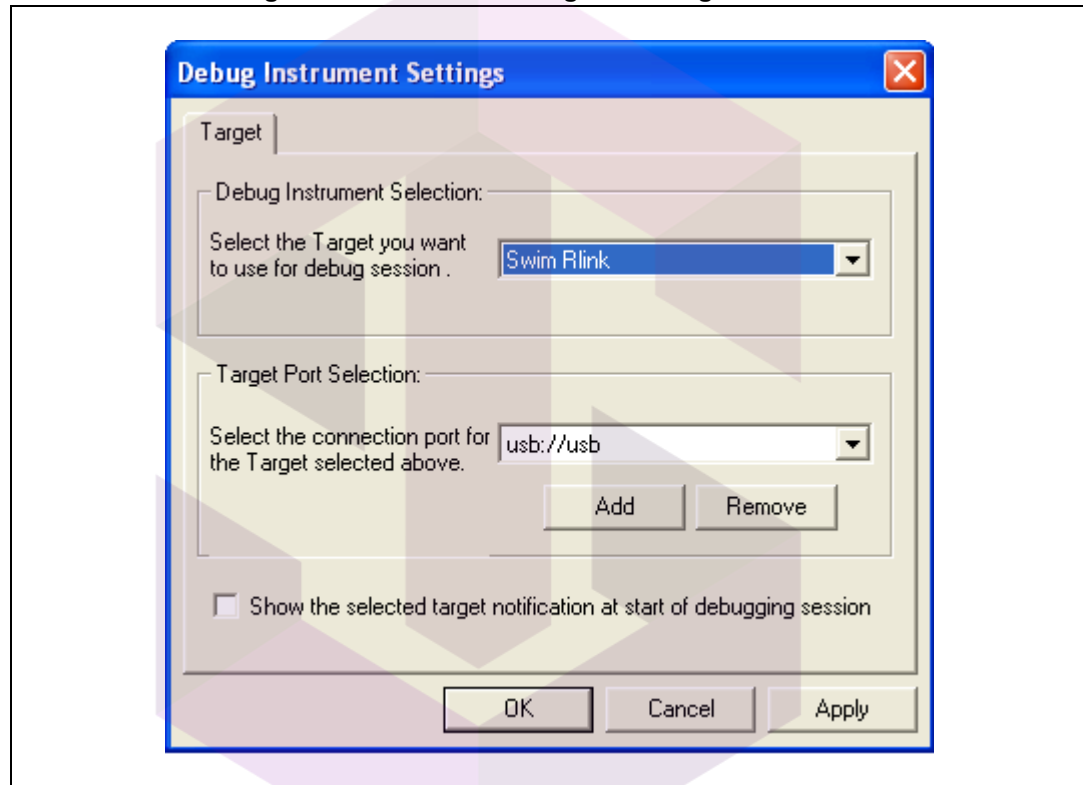 Debug Instrument Settings
Target
Debug Instrument Selection:
Select the Target you want
to use for debug session .
Swim Rlink
Target Port Selection:
Select the connection port for
the Target selected above.
usb://usb
Add Remove
Show the selected target notification at start of debugging session
OK Cancel Apply